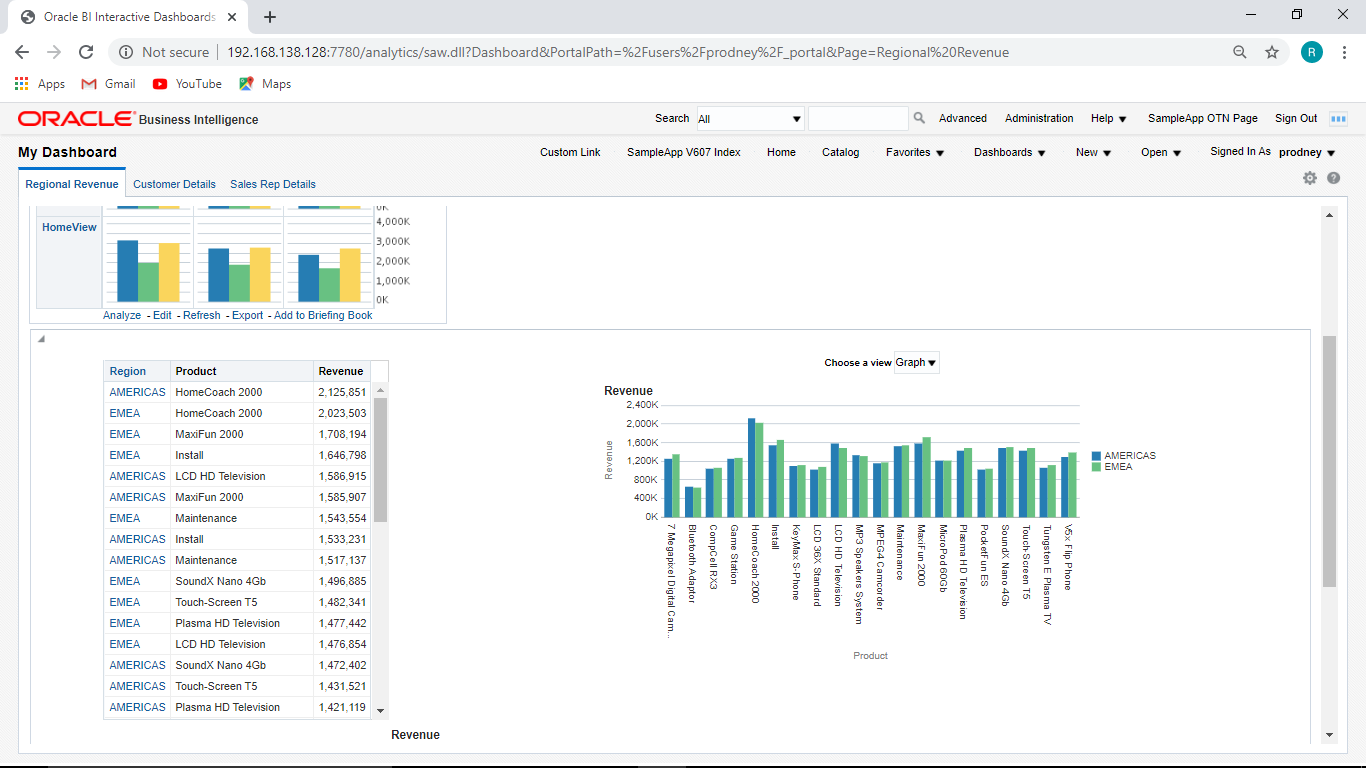 Oracle BI Interactive Dashboards
Not secure
192.168.138.128:7780/analytics/saw.dll?Dashboard&PortalPath=%2Fusers%2Fprodney%2F_portal&Page=Regional%20Revenue
R
Apps Gmail YouTube Maps
ORACLE Business Intelligence
Search All Advanced Administration Help SampleApp OTN Page Sign Out
My Dashboard
Custom Link SampleApp V607 Index Home Catalog Favorites Dashboards New Open Signed In As prodney
Regional Revenue Customer Details Sales Rep Details
HomeView
4,000K
3,000K
2,000K
1,000K
0K
Analyze - Edit - Refresh - Export - Add to Briefing Book
Region Product Revenue
AMERICAS HomeCoach 2000 2,125,851
EMEA HomeCoach 2000 2,023,503
EMEA MaxiFun 2000 1,708,194
EMEA Install 1,646,798
AMERICAS LCD HD Television 1,586,915
AMERICAS MaxiFun 2000 1,585,907
EMEA Maintenance 1,543,554
AMERICAS Install 1,533,231
AMERICAS Maintenance 1,517,137
EMEA SoundX Nano 4Gb 1,496,885
EMEA Touch-Screen T5 1,482,341
EMEA Plasma HD Television 1,477,442
EMEA LCD HD Television 1,476,854
AMERICAS SoundX Nano 4Gb 1,472,402
AMERICAS Touch-Screen T5 1,431,521
AMERICAS Plasma HD Television 1,421,119
Choose a view Graph
Revenue
2,400K
2,000K
1,600K
1,200K
800K
400K
0K
Revenue
7 Megapixel Digital Cam...
Bluetooth Adaptor
CompCell RX3
Game Station
HomeCoach 2000
Install
KeyMax S-Phone
LCD 36X Standard
LCD HD Television
MP3 Speakers System
MPEG4 Camcorder
Maintenance
MaxiFun 2000
MicroPod 60Gb
Plasma HD Television
PocketFun ES
SoundX Nano 4Gb
Touch-Screen T5
Tungsten E Plasma TV
V5x Flip Phone
Product
AMERICAS
EMEA
Revenue